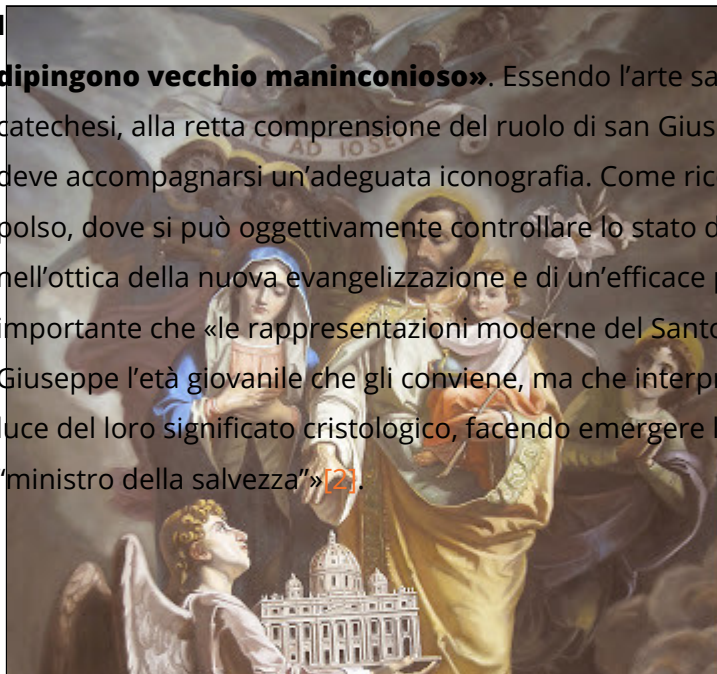 dipingono vecchio maninconioso». Essendo l’arte sa
catechesi, alla retta comprensione del ruolo di san Gius
deve accompagnarsi un’adeguata iconografia. Come ric
polso, dove si può oggettivamente controllare lo stato d
nell’ottica della nuova evangelizzazione e di un’efficace p
importante che «le rappresentazioni moderne del Santo
Giuseppe l’età giovanile che gli conviene, ma che interpr
luce del loro significato cristologico, facendo emergere
“ministro della salvezza”»[2].
AD IOSEPH